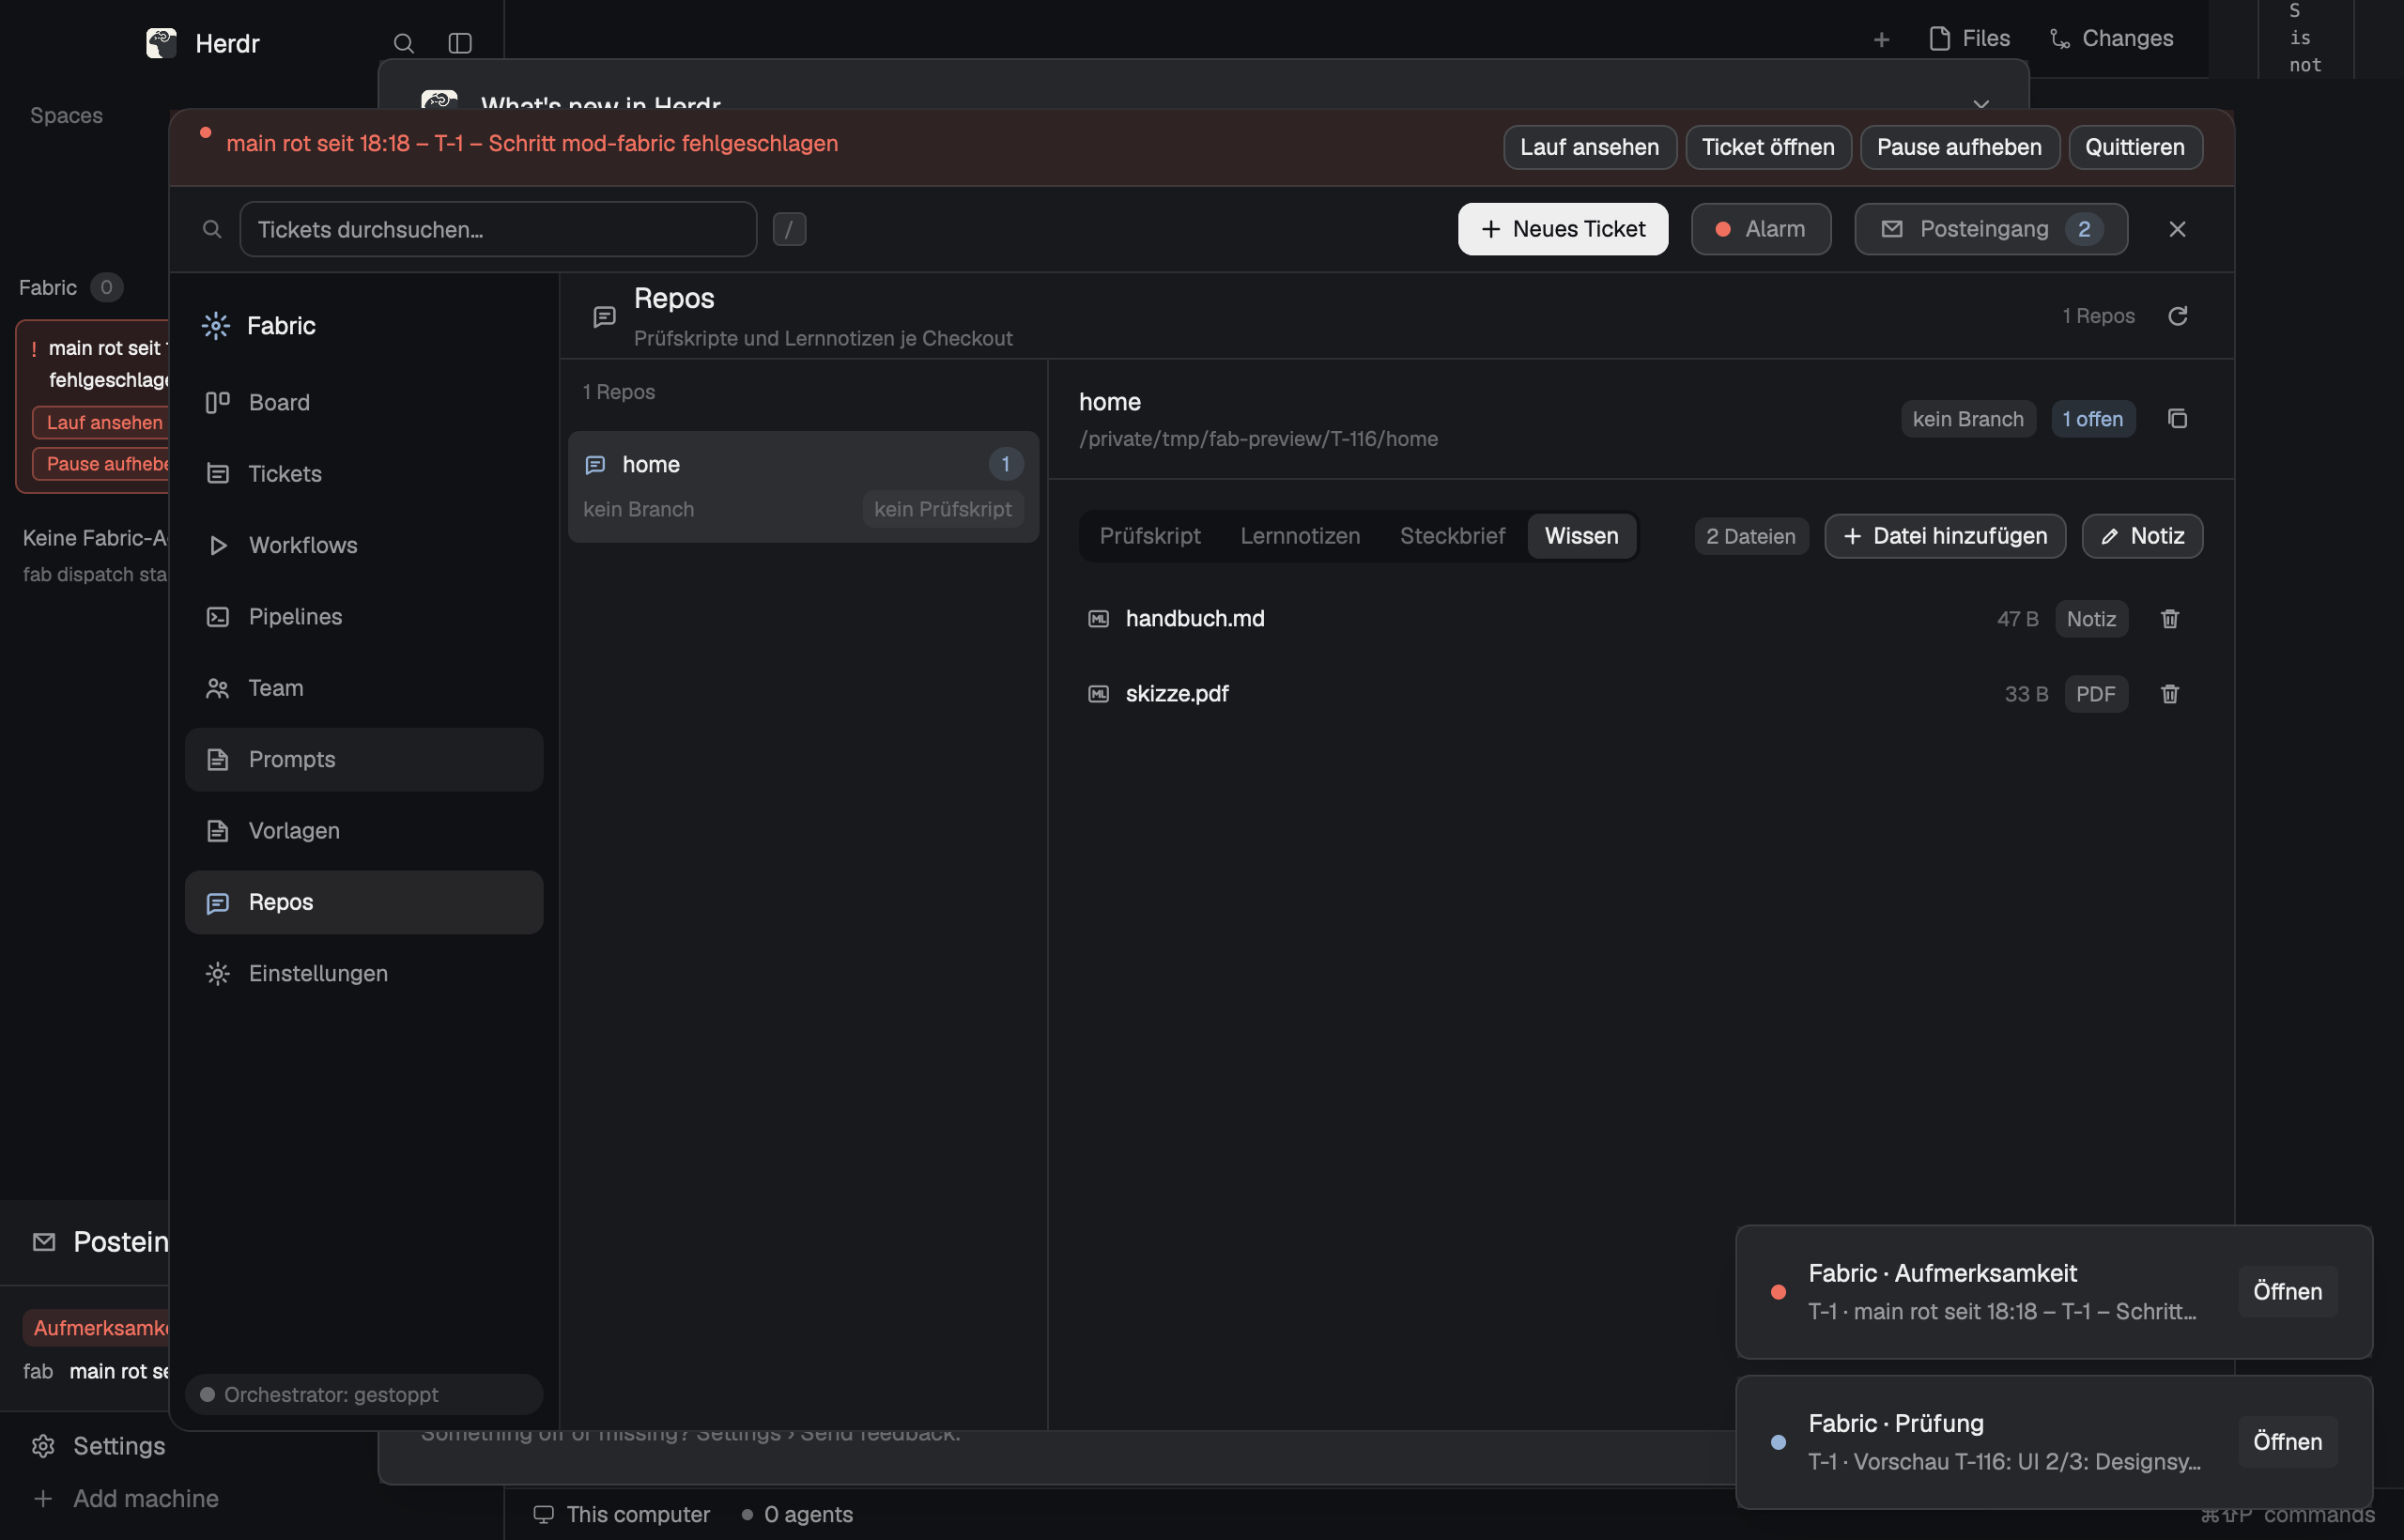 Herdr
Files
Changes
S
is
not
Spaces
What's new in Herdr
main rot seit 18:18 – T-1 – Schritt mod-fabric fehlgeschlagen
Lauf ansehen
Ticket öffnen
Pause aufheben
Quittieren
Tickets durchsuchen…
/
Neues Ticket
Alarm
Posteingang 2
Fabric 0
! main rot seit
fehlgeschlage
Lauf ansehen
Pause aufhebe
Keine Fabric-A
fab dispatch sta
Fabric
Board
Tickets
Workflows
Pipelines
Team
Prompts
Vorlagen
Repos
Einstellungen
Orchestrator: gestoppt
Repos
Prüfskripte und Lernnotizen je Checkout
1 Repos
1 Repos
home
1
kein Branch
kein Prüfskript
home
/private/tmp/fab-preview/T-116/home
kein Branch
1 offen
Prüfskript
Lernnotizen
Steckbrief
Wissen
2 Dateien
Datei hinzufügen
Notiz
handbuch.md
47 B
Notiz
skizze.pdf
33 B
PDF
Postein
Aufmerksamke
fab main rot se
Settings
Add machine
Something off or missing? Settings › Send feedback.
Fabric · Aufmerksamkeit
T-1 · main rot seit 18:18 – T-1 – Schritt…
Öffnen
Fabric · Prüfung
T-1 · Vorschau T-116: UI 2/3: Designsy…
Öffnen
This computer
0 agents
⌘⇧P commands